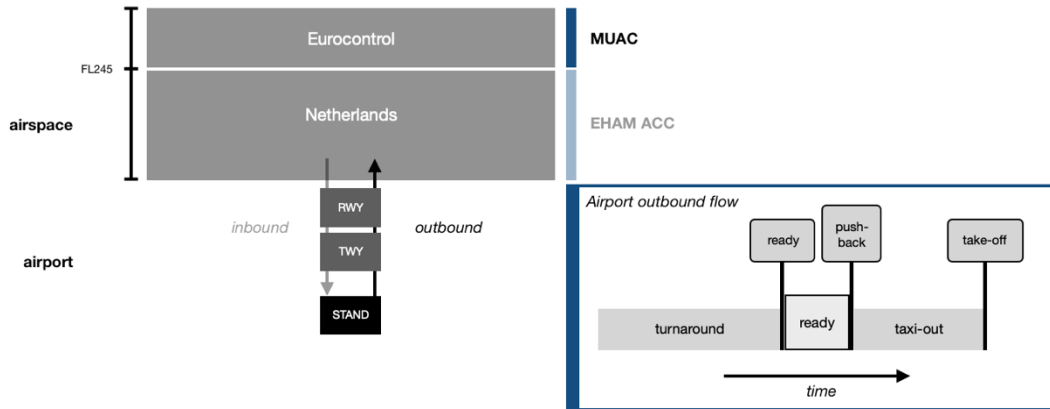 Eurocontrol
MUAC
FL245
Netherlands
airspace
EHAM ACC
RWY
inbound
outbound
TWY
airport
STAND
Airport outbound flow
ready
push-
back
take-off
turnaround
ready
taxi-out
time